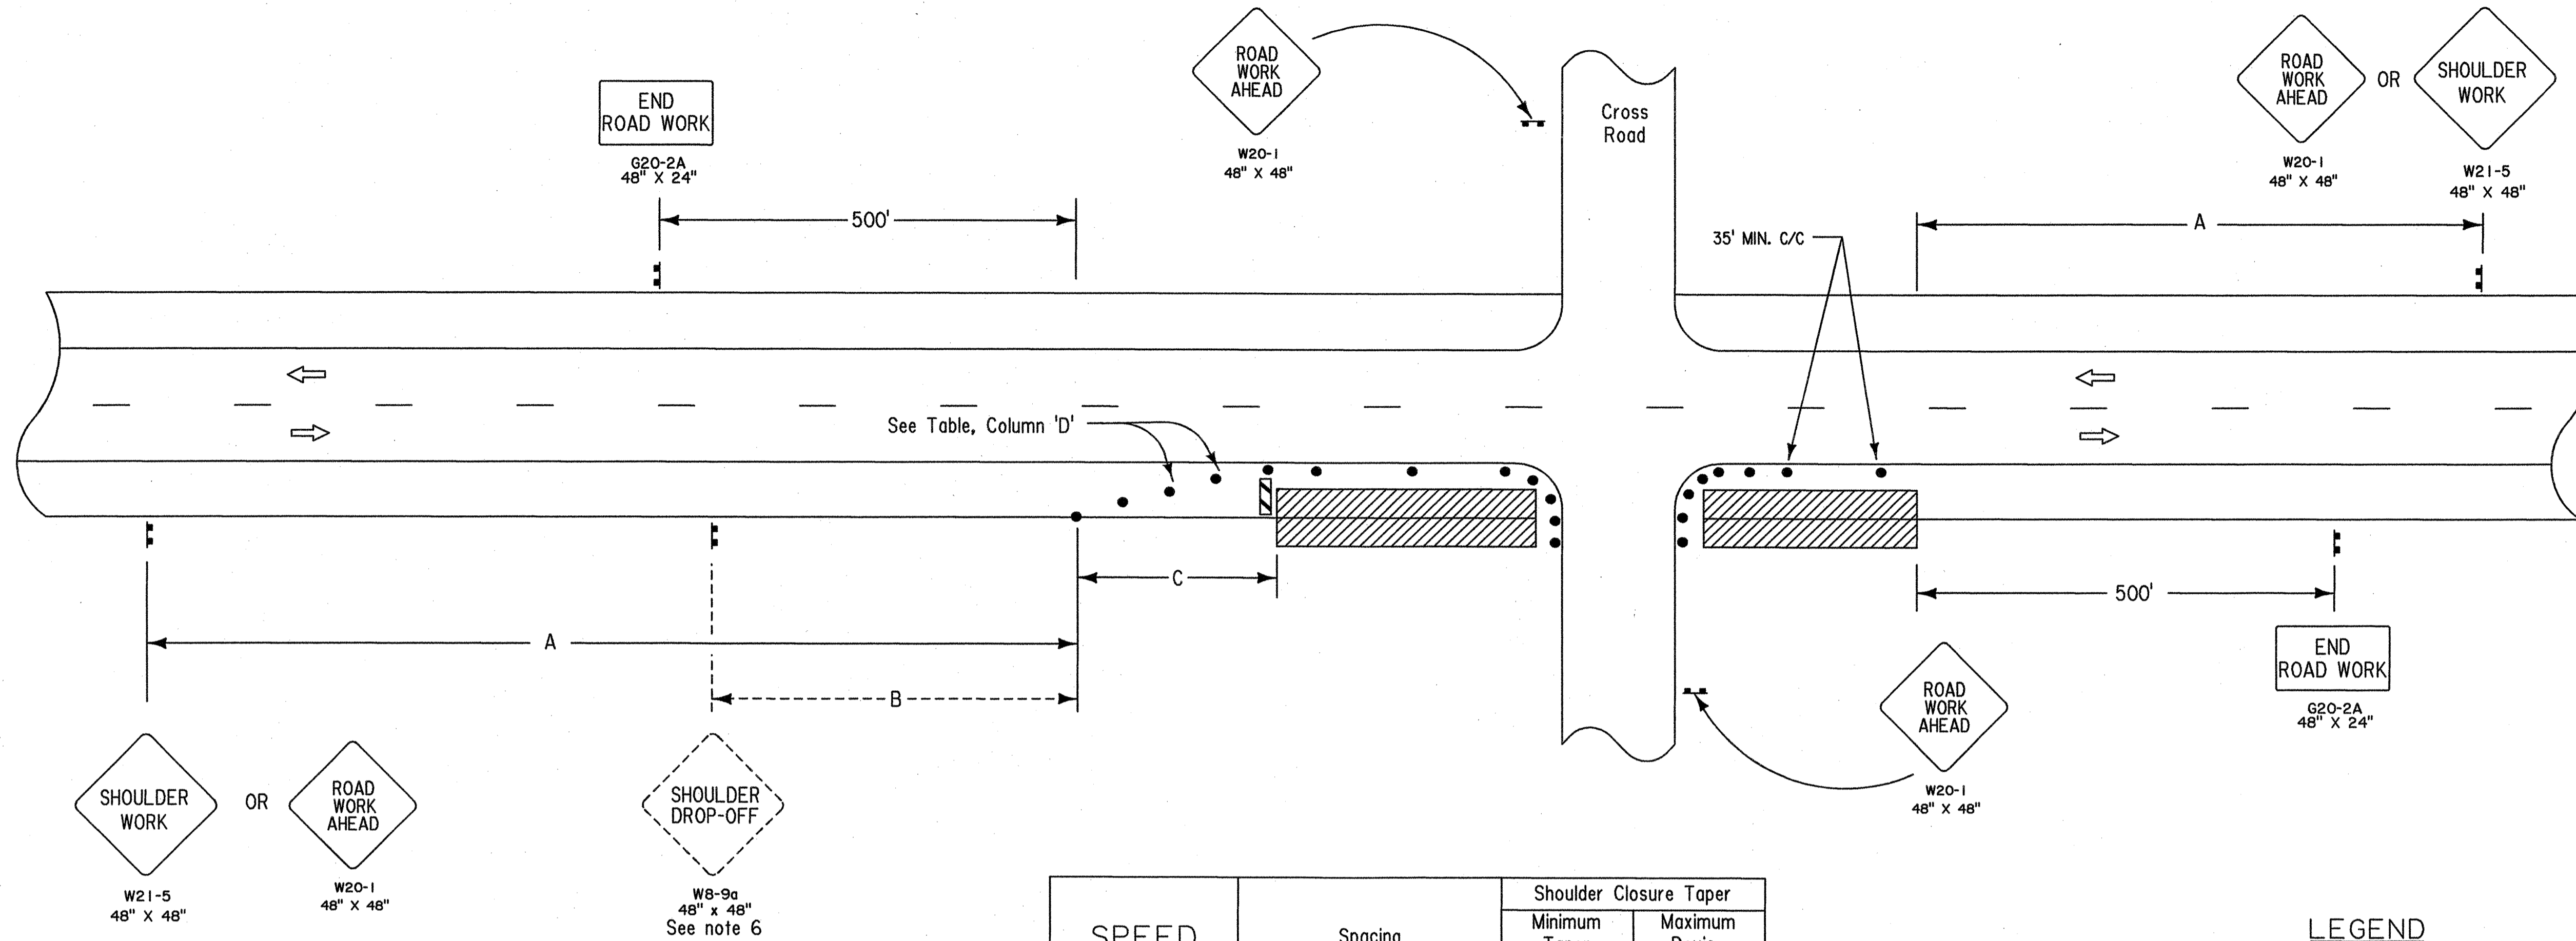 ROAD
WORK
AHEAD
W20-1
48" X 48"
END
ROAD WORK
G20-2A
48" X 24"
500'
Cross
Road
ROAD
WORK
AHEAD
OR
SHOULDER
WORK
W20-1
48" X 48"
W21-5
48" X 48"
35' MIN. C/C
A
See Table, Column 'D'
C
500'
A
B
END
ROAD WORK
G20-2A
48" X 24"
ROAD
WORK
AHEAD
W20-1
48" X 48"
SHOULDER
WORK
OR
ROAD
WORK
AHEAD
W21-5
48" X 48"
W20-1
48" X 48"
SHOULDER
DROP-OFF
W8-9a
48" x 48"
See note 6
SPEED
Spacing
Shoulder Closure Taper
Minimum
Taper
Maximum
LEGEND